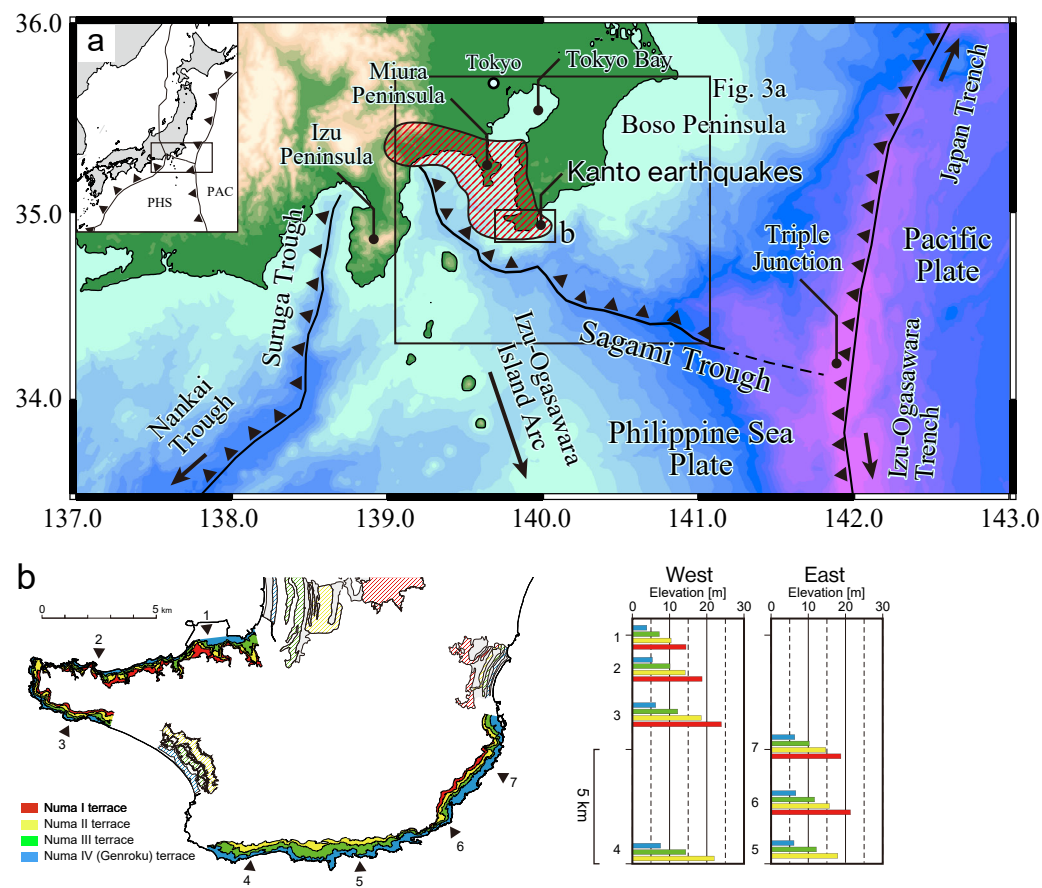 36.0
a
Tokyo
Tokyo Bay
Miura
Peninsula
Fig. 3a
Izu
Peninsula
Boso Peninsula
Japan Trench
PHS
PAC
Kanto earthquakes
35.0
b
Triple
Junction
Pacific
Plate
Suruga Trough
Izu-Ogasawara
Island Arc
Sagami Trough
34.0
Nankai
Trough
Philippine Sea
Plate
Izu-Ogasawara
Trench
137.0 138.0 139.0 140.0 141.0 142.0 143.0
b
0 5 km
1
2
3
4
5
6
7
Numa I terrace
Numa II terrace
Numa III terrace
Numa IV (Genroku) terrace
West
Elevation [m]
0 10 20 30
1
2
3
4
5 km
East
Elevation [m]
0 10 20 30
7
6
5